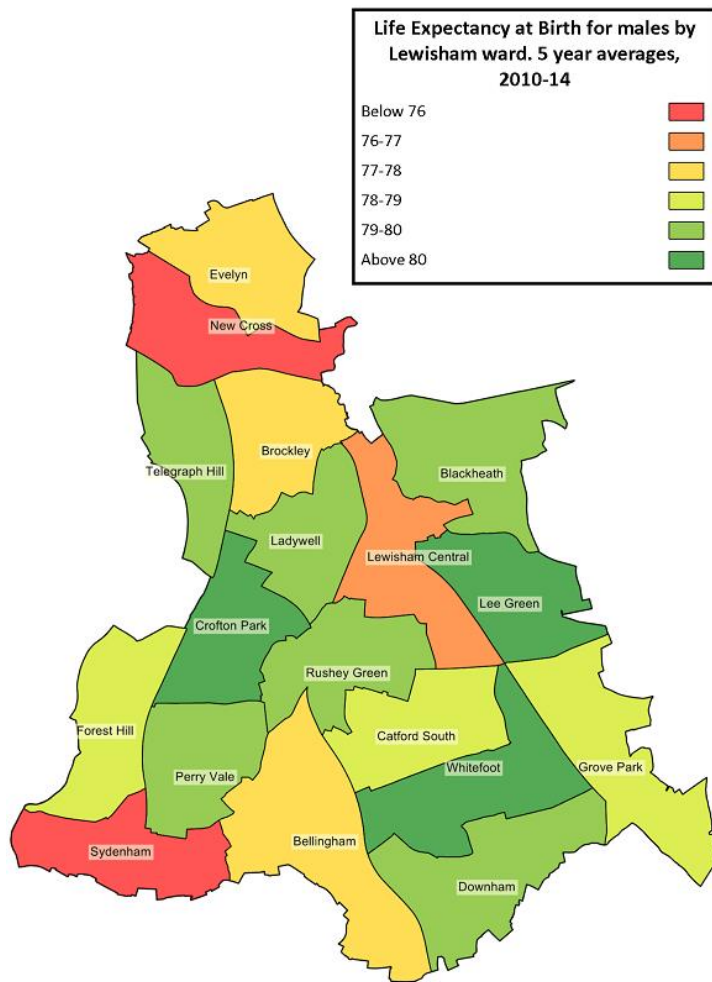 Life Expectancy at Birth for males by
Lewisham ward. 5 year averages,
2010-14
Below 76
76-77
77-78
78-79
79-80
Above 80
Evelyn
New Cross
Brockley
Telegraph Hill
Blackheath
Ladywell
Lewisham Central
Lee Green
Crofton Park
Rushey Green
Forest Hill
Catford South
Whitefoot
Grove Park
Perry Vale
Bellingham
Sydenham
Downham